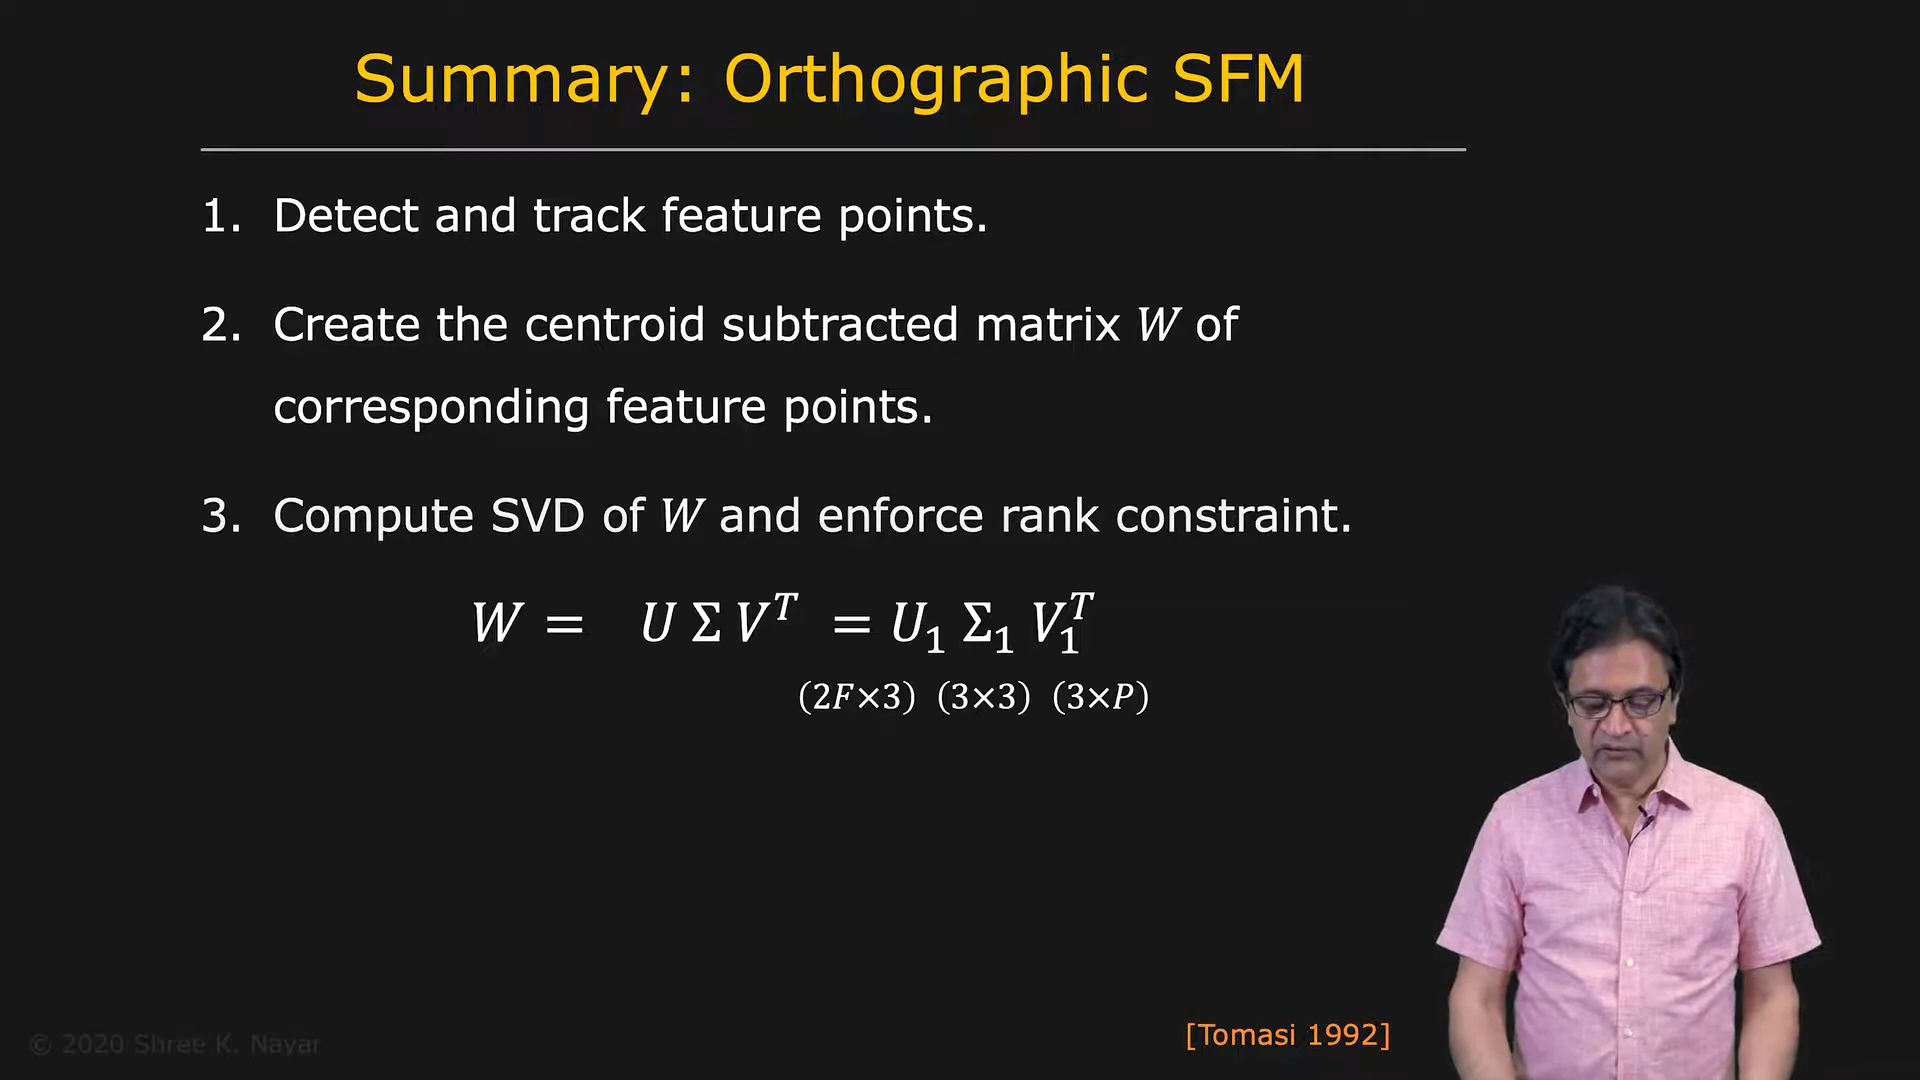 Summary: Orthographic SFM
1. Detect and track feature points.
2. Create the centroid subtracted matrix W of
corresponding feature points.
3. Compute SVD of W and enforce rank constraint.
W = U Σ V^T = U_1 Σ_1 V_1^T
(2F×3) (3×3) (3×P)
© 2020 Shree K. Nayar
[Tomasi 1992]